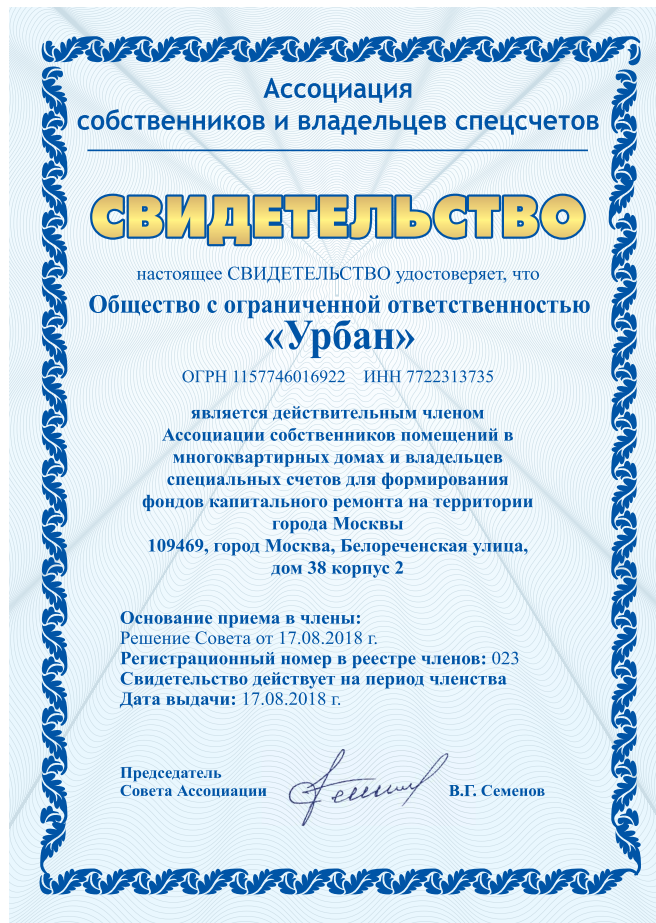 Ассоциация
собственников и владельцев спецсчетов
СВИДЕТЕЛЬСТВО
настоящее СВИДЕТЕЛЬСТВО удостоверяет, что
Общество с ограниченной ответственностью
«Урбан»
ОГРН 1157746016922 ИНН 7722313735
является действительным членом
Ассоциации собственников помещений в
многоквартирных домах и владельцев
специальных счетов для формирования
фондов капитального ремонта на территории
города Москвы
109469, город Москва, Белореченская улица,
дом 38 корпус 2
Основание приема в члены:
Решение Совета от 17.08.2018 г.
Регистрационный номер в реестре членов: 023
Свидетельство действует на период членства
Дата выдачи: 17.08.2018 г.
Председатель
Совета Ассоциации В.Г. Семенов